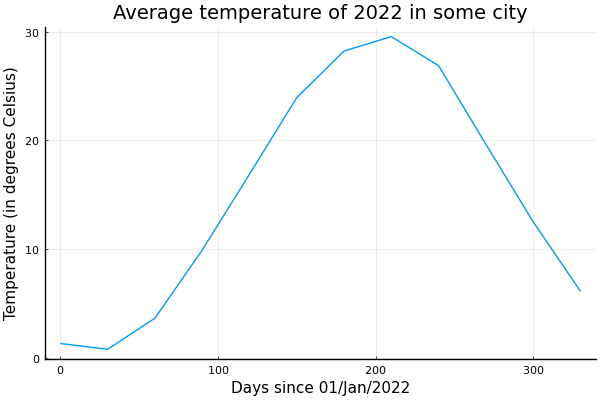 Average temperature of 2022 in some city
Temperature (in degrees Celsius)
30
20
10
0
0 100 200 300
Days since 01/Jan/2022